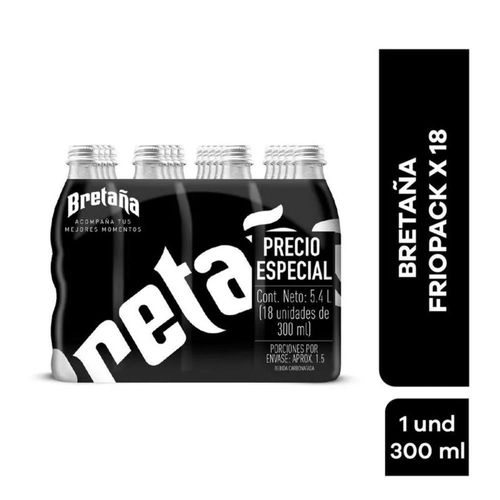 Bretaña
ACOMPAÑA TUS
MEJORES MOMENTOS
Bretaña
PRECIO
ESPECIAL
Cont. Neto: 5.4 L
(18 unidades de
300 ml)
PORCIONES POR
ENVASE: APROX. 1.5
BEBIDA CARBONATADA
BRETAÑA
FRIOPACK X 18
1 und
300 ml